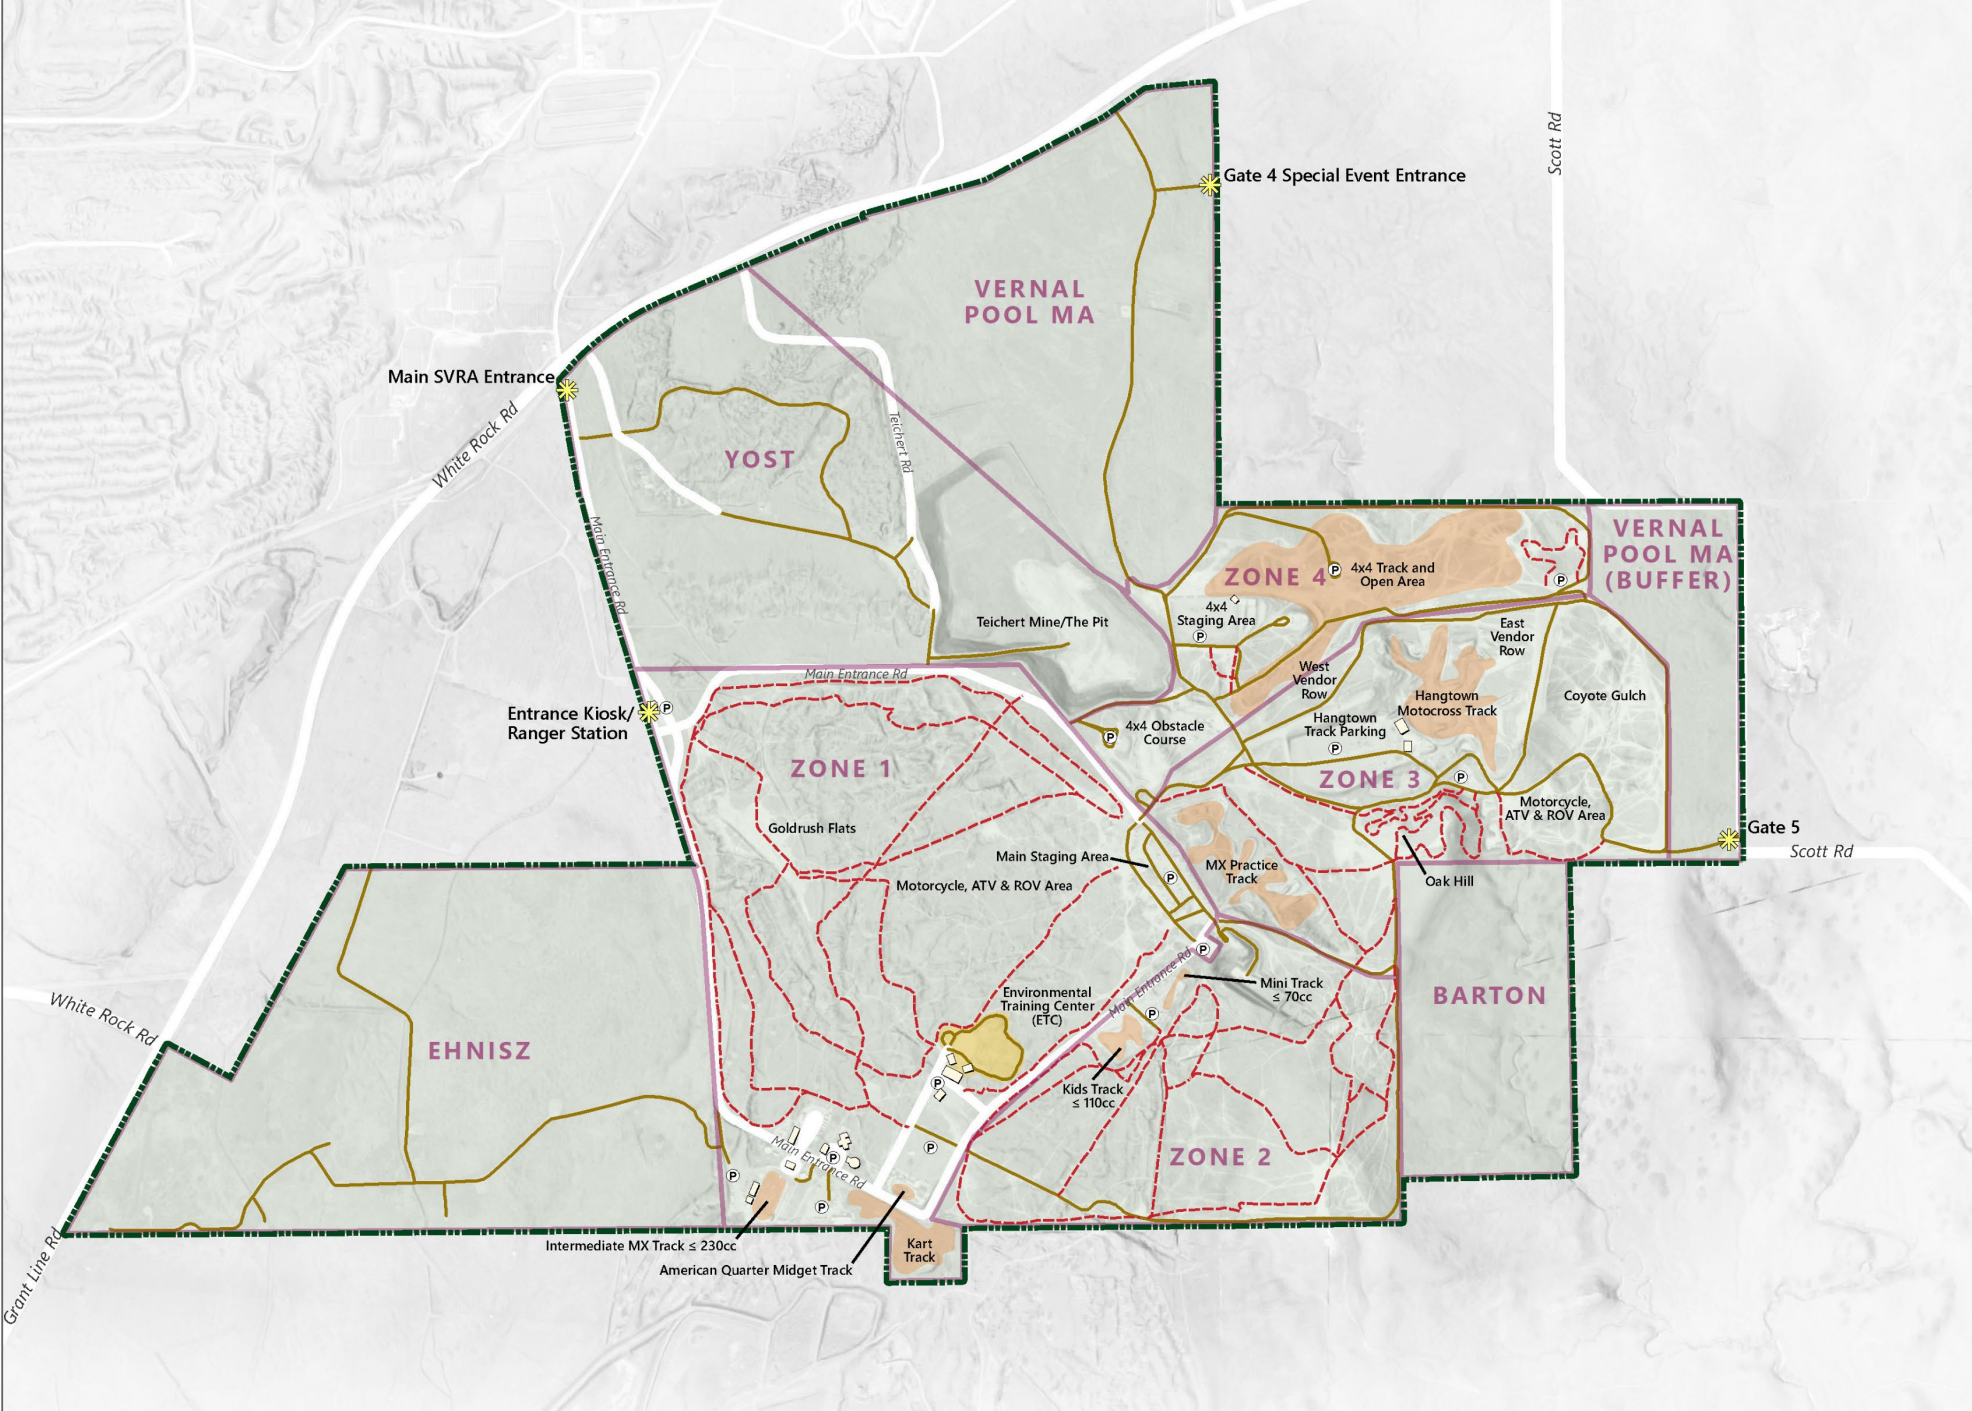 Scott Rd
Gate 4 Special Event Entrance
VERNAL
POOL MA
Main SVRA Entrance
White Rock Rd
YOST
Teichert Rd
Main Entrance Rd
VERNAL
POOL MA
(BUFFER)
ZONE 4
P
4x4 Track and
Open Area
P
4x4
Staging Area
P
Teichert Mine/The Pit
East
Vendor
Row
West
Vendor
Row
Main Entrance Rd
Coyote Gulch
Hangtown
Motocross Track
Entrance Kiosk/
Ranger Station
P
Hangtown
Track Parking
P
4x4 Obstacle
Course
P
ZONE 1
ZONE 3
P
Motorcycle,
ATV & ROV Area
Goldrush Flats
Gate 5
Scott Rd
Main Staging Area
P
MX Practice
Track
Oak Hill
Motorcycle, ATV & ROV Area
P
Main Entrance Rd
Mini Track
≤ 70cc
BARTON
Environmental
Training Center
(ETC)
P
White Rock Rd
EHNISZ
P
Kids Track
≤ 110cc
P
ZONE 2
Main Entrance Rd
P
P
P
Intermediate MX Track ≤ 230cc
American Quarter Midget Track
Kart
Track
Grant Line Rd